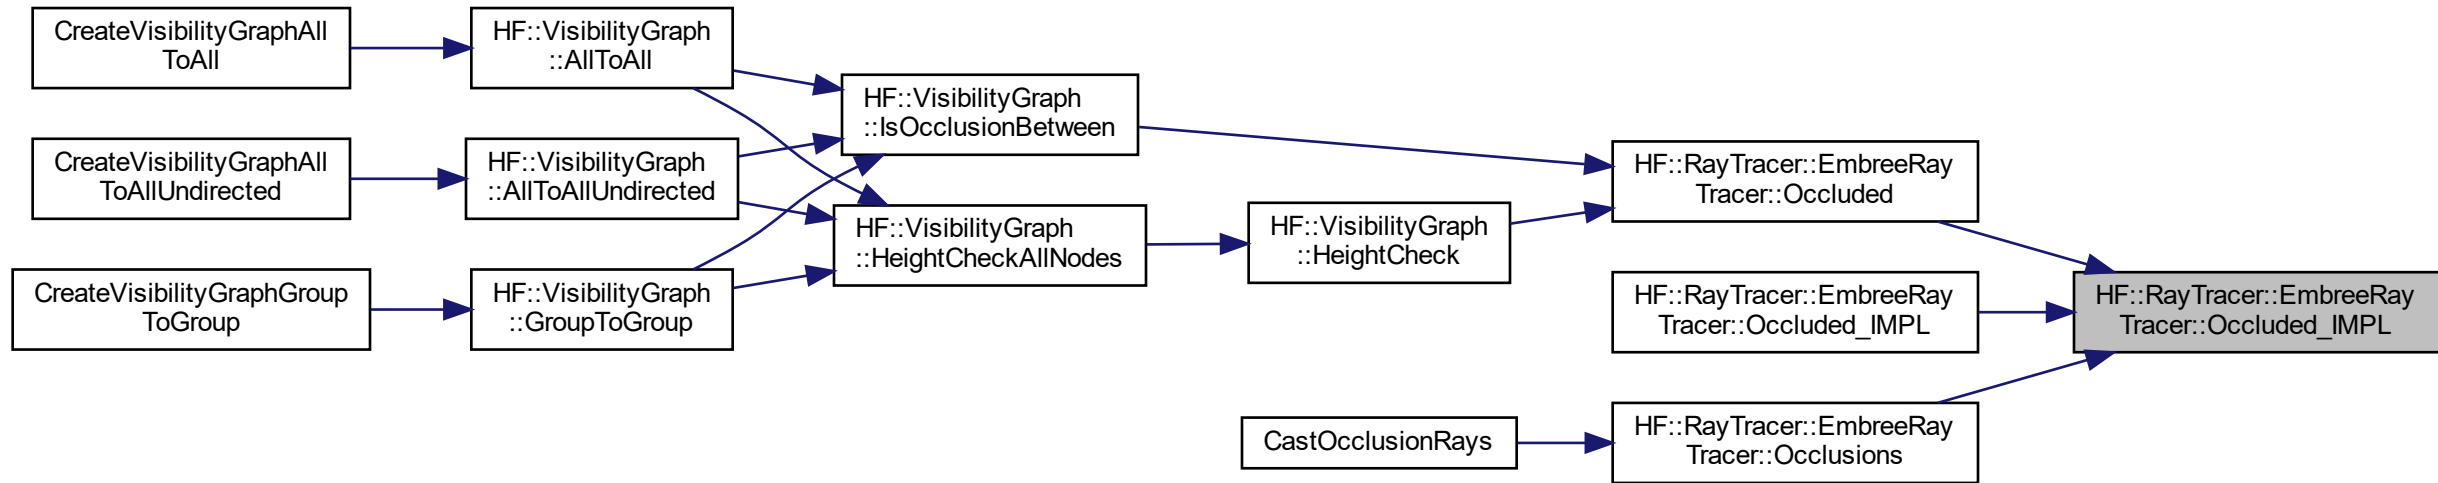 CreateVisibilityGraphAll
ToAll
HF::VisibilityGraph
::AllToAll
CreateVisibilityGraphAll
ToAllUndirected
HF::VisibilityGraph
::AllToAllUndirected
CreateVisibilityGraphGroup
ToGroup
HF::VisibilityGraph
::GroupToGroup
HF::VisibilityGraph
::IsOcclusionBetween
HF::VisibilityGraph
::HeightCheckAllNodes
HF::VisibilityGraph
::HeightCheck
CastOcclusionRays
HF::RayTracer::EmbreeRay
Tracer::Occluded
HF::RayTracer::EmbreeRay
Tracer::Occluded_IMPL
HF::RayTracer::EmbreeRay
Tracer::Occlusions
HF::RayTracer::EmbreeRay
Tracer::Occluded_IMPL